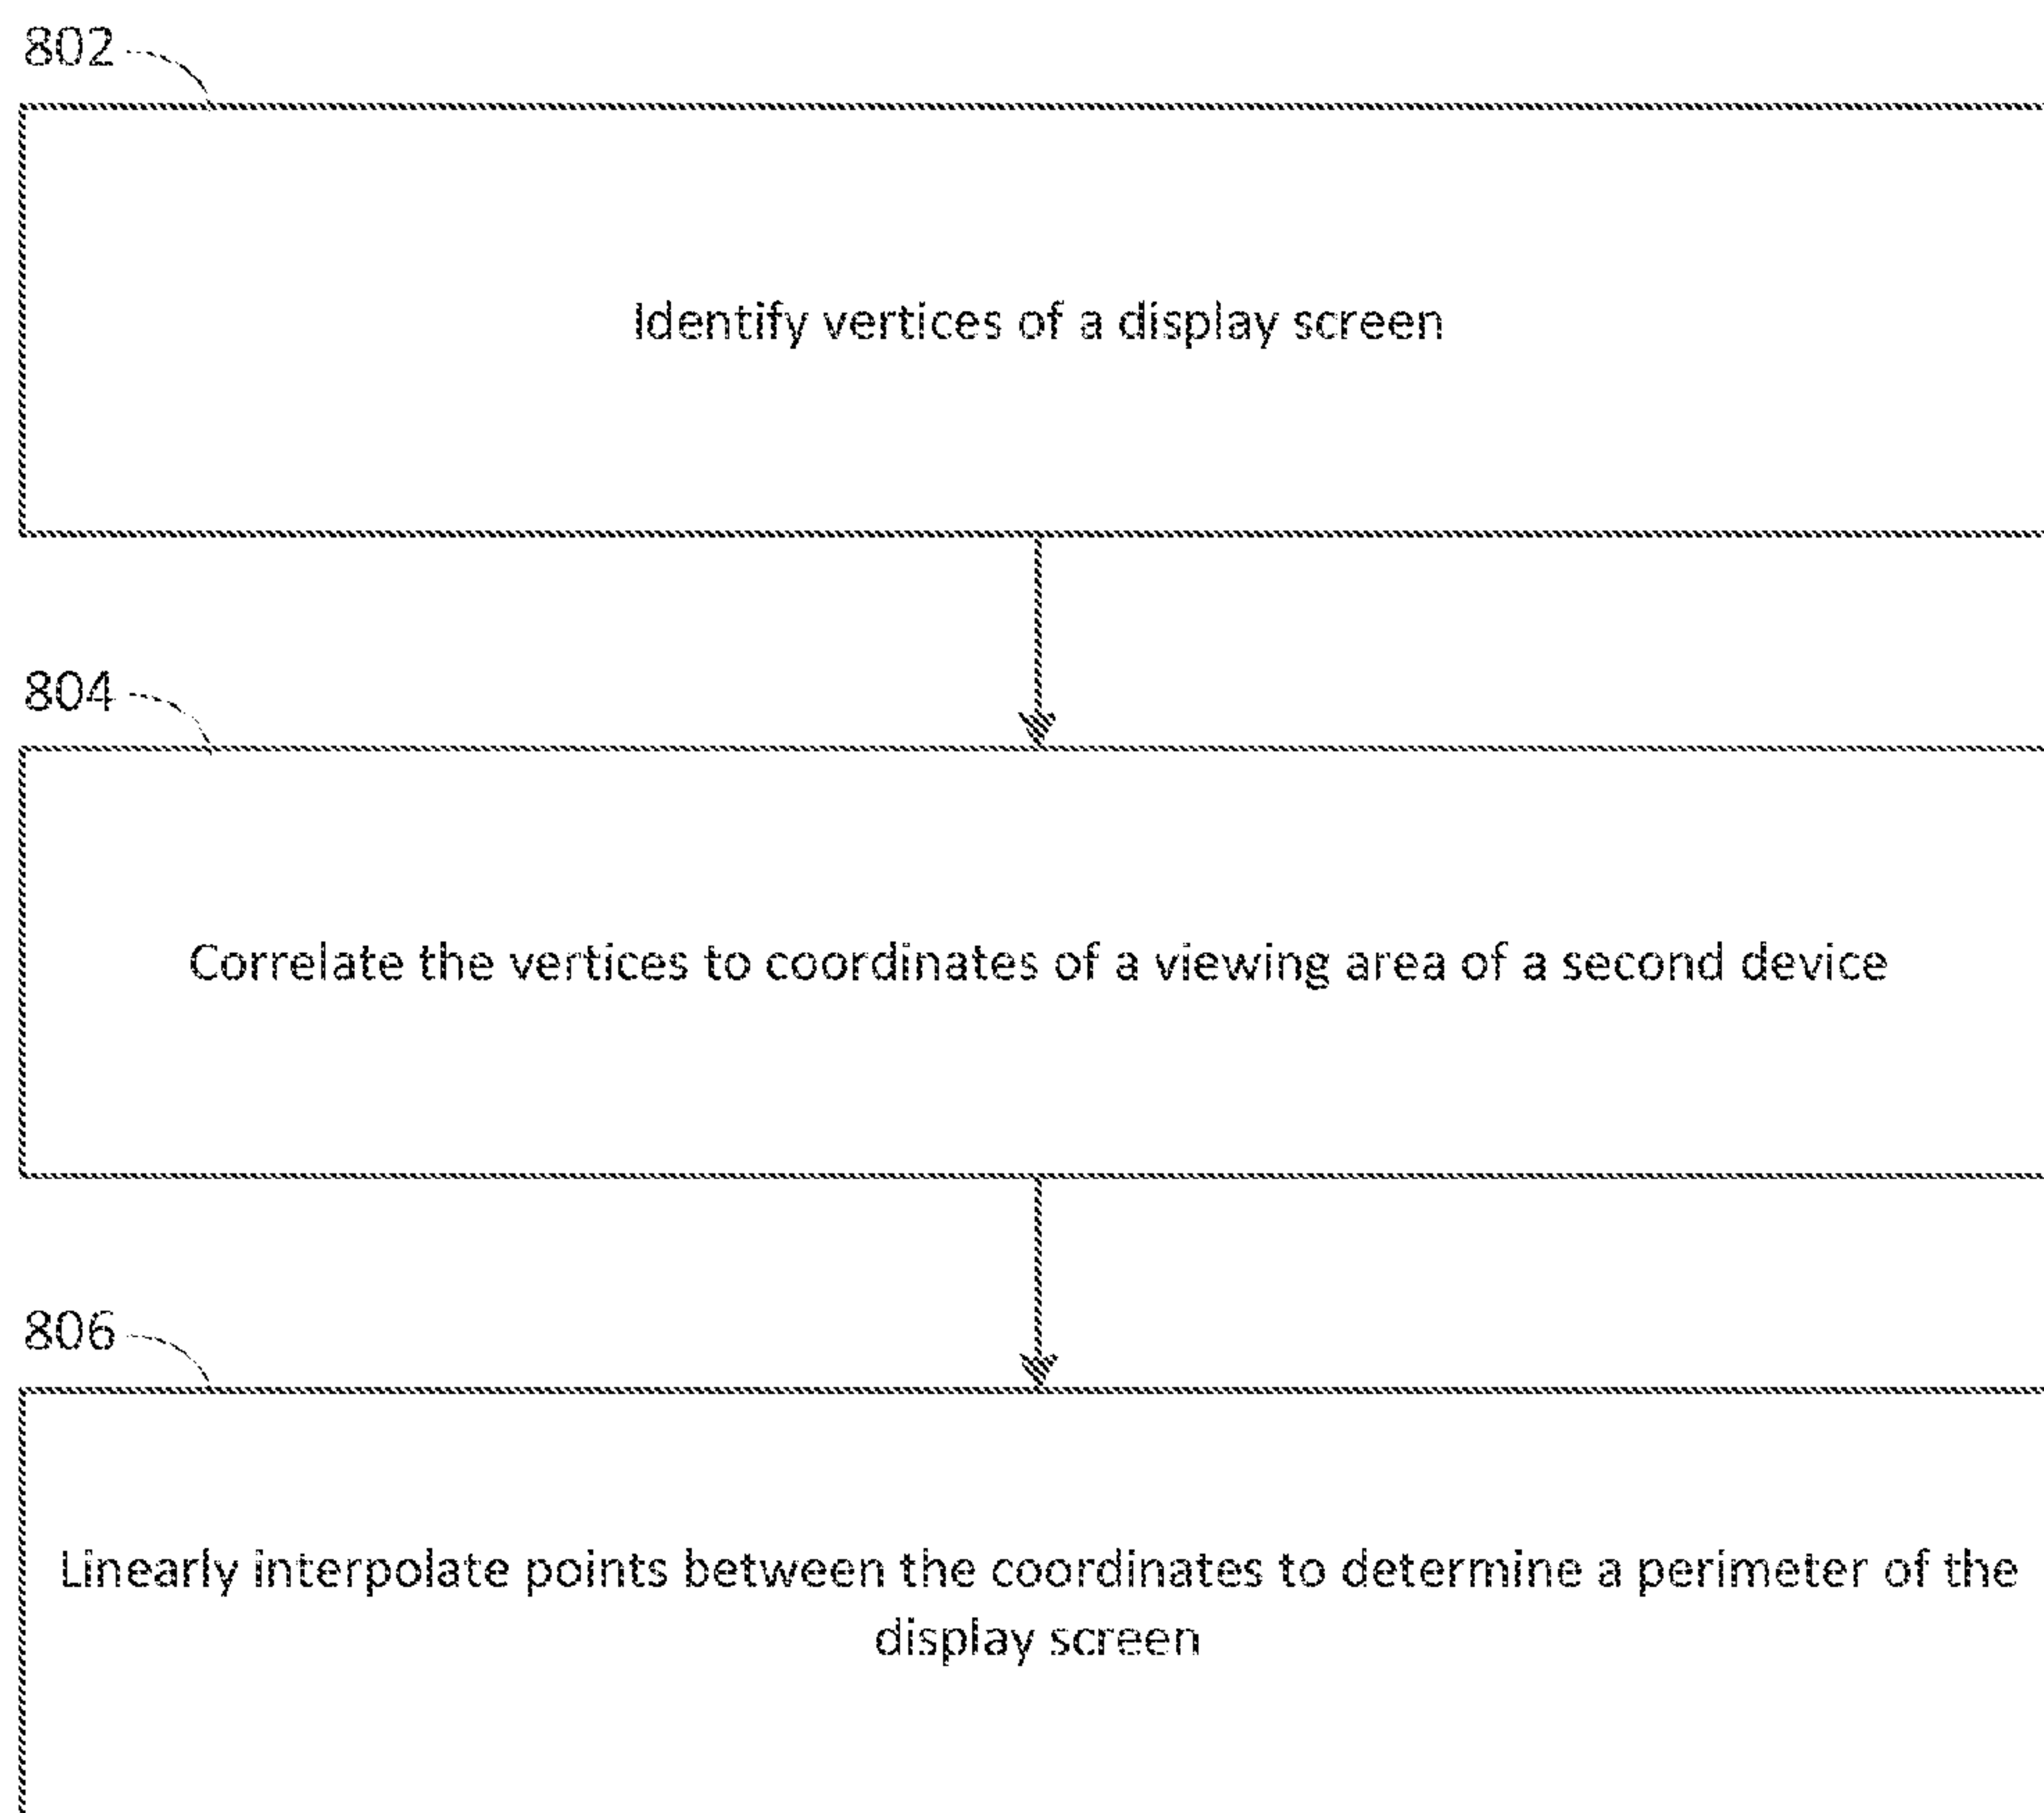 802
Identify vertices of a display screen
804
Correlate the vertices to coordinates of a viewing area of a second device
806
Linearly interpolate points between the coordinates to determine a perimeter of the
display screen